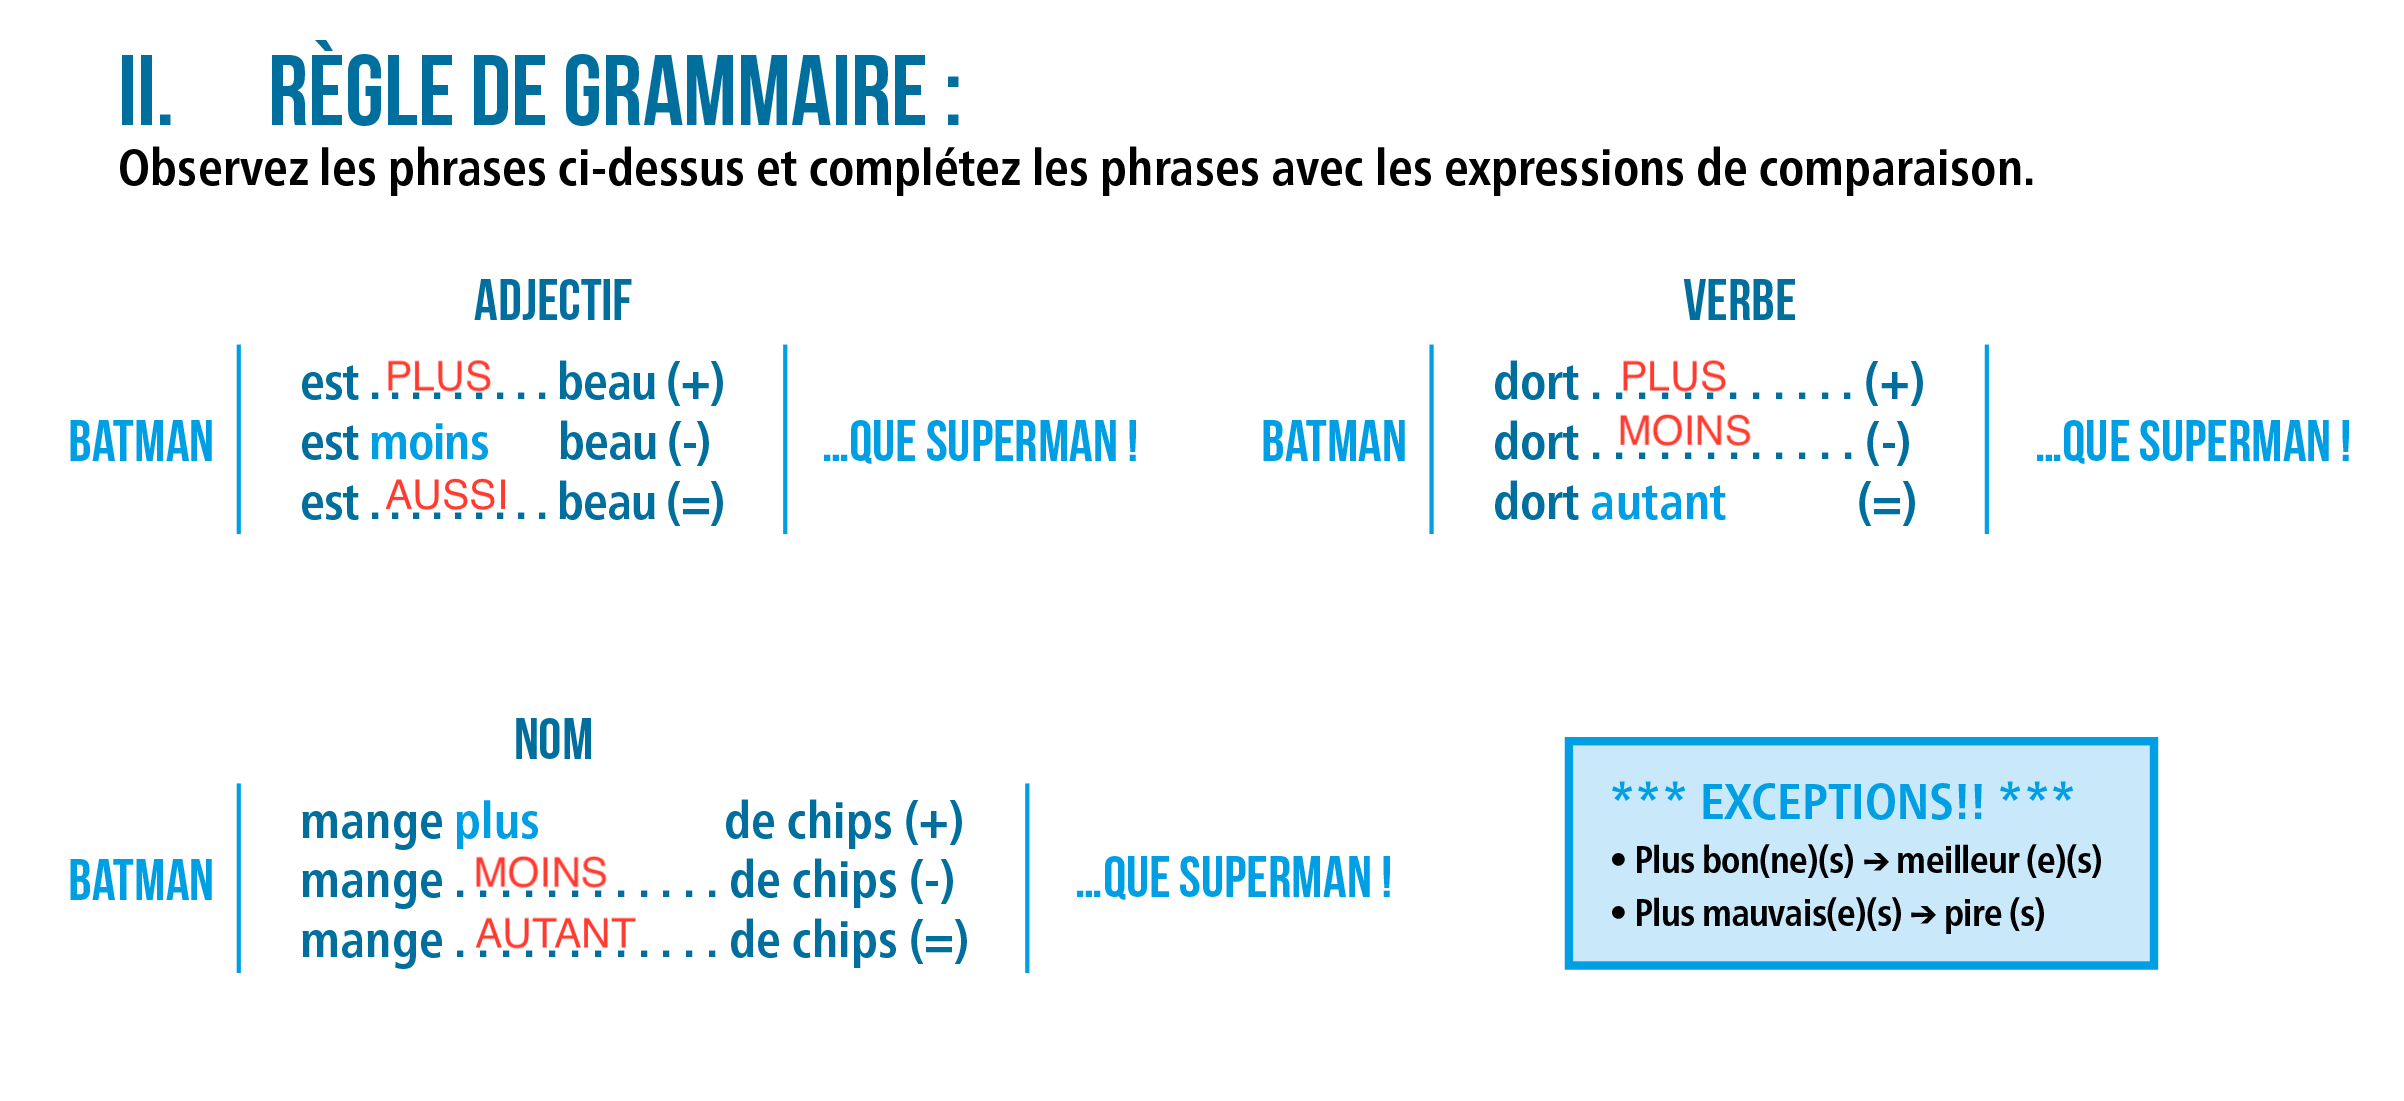 II. RÈGLE DE GRAMMAIRE :
Observez les phrases ci-dessus et complétez les phrases avec les expressions de comparaison.
ADJECTIF
BATMAN
est . PLUS . . . beau (+)
est moins beau (-)
est . AUSSI . . beau (=)
...QUE SUPERMAN !
VERBE
BATMAN
dort . . PLUS . . . . . . (+)
dort . . MOINS . . . . . (-)
dort autant (=)
...QUE SUPERMAN !
NOM
BATMAN
mange plus de chips (+)
mange . MOINS . . . . . de chips (-)
mange . AUTANT . . . . de chips (=)
...QUE SUPERMAN !
*** EXCEPTIONS!! ***
• Plus bon(ne)(s) ➔ meilleur (e)(s)
• Plus mauvais(e)(s) ➔ pire (s)